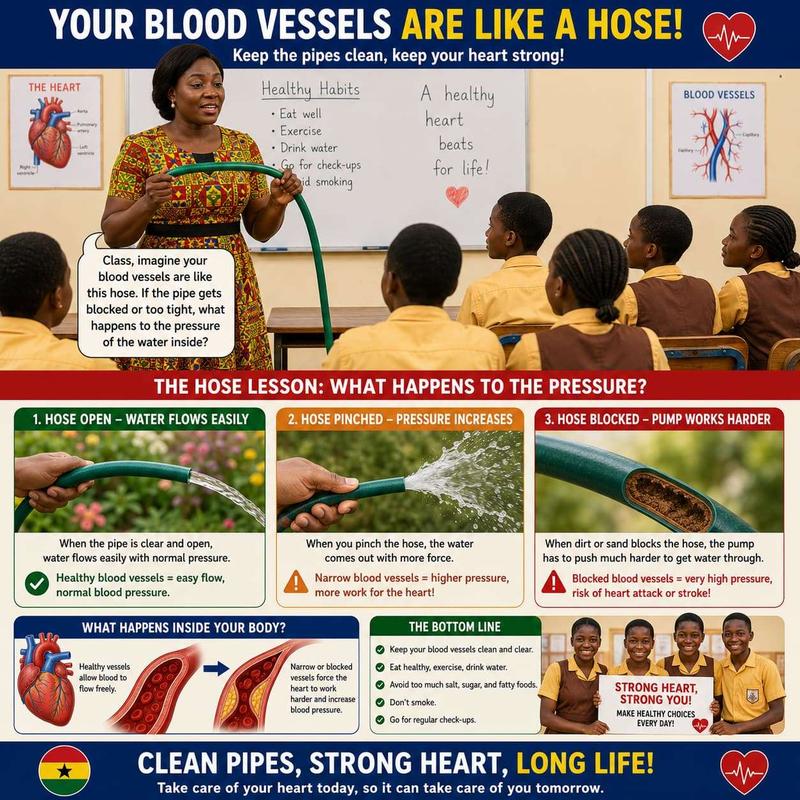 YOUR BLOOD VESSELS ARE LIKE A HOSE!
Keep the pipes clean, keep your heart strong!
THE HEART
Aorta
Pulmonary
artery
Left
ventricle
Right
ventricle
Healthy Habits
• Eat well
• Exercise
• Drink water
Go for check-ups
id smoking
A healthy
heart
beats
for life!
BLOOD VESSELS
Capillary
Class, imagine your
blood vessels are like
this hose. If the pipe gets
blocked or too tight, what
happens to the pressure
of the water inside?
THE HOSE LESSON: WHAT HAPPENS TO THE PRESSURE?
1. HOSE OPEN – WATER FLOWS EASILY
When the pipe is clear and open,
water flows easily with normal pressure.
Healthy blood vessels = easy flow,
normal blood pressure.
2. HOSE PINCHED – PRESSURE INCREASES
When you pinch the hose, the water
comes out with more force.
Narrow blood vessels = higher pressure,
more work for the heart!
3. HOSE BLOCKED – PUMP WORKS HARDER
When dirt or sand blocks the hose, the pump
has to push much harder to get water through.
Blocked blood vessels = very high pressure,
risk of heart attack or stroke!
WHAT HAPPENS INSIDE YOUR BODY?
Healthy vessels
allow blood to
flow freely.
Narrow or blocked
vessels force the
heart to work
harder and increase
blood pressure.
THE BOTTOM LINE
Keep your blood vessels clean and clear.
Eat healthy, exercise, drink water.
Avoid too much salt, sugar, and fatty foods.
Don't smoke.
Go for regular check-ups.
STRONG HEART,
STRONG YOU!
MAKE HEALTHY CHOICES
EVERY DAY!
CLEAN PIPES, STRONG HEART, LONG LIFE!
Take care of your heart today, so it can take care of you tomorrow.